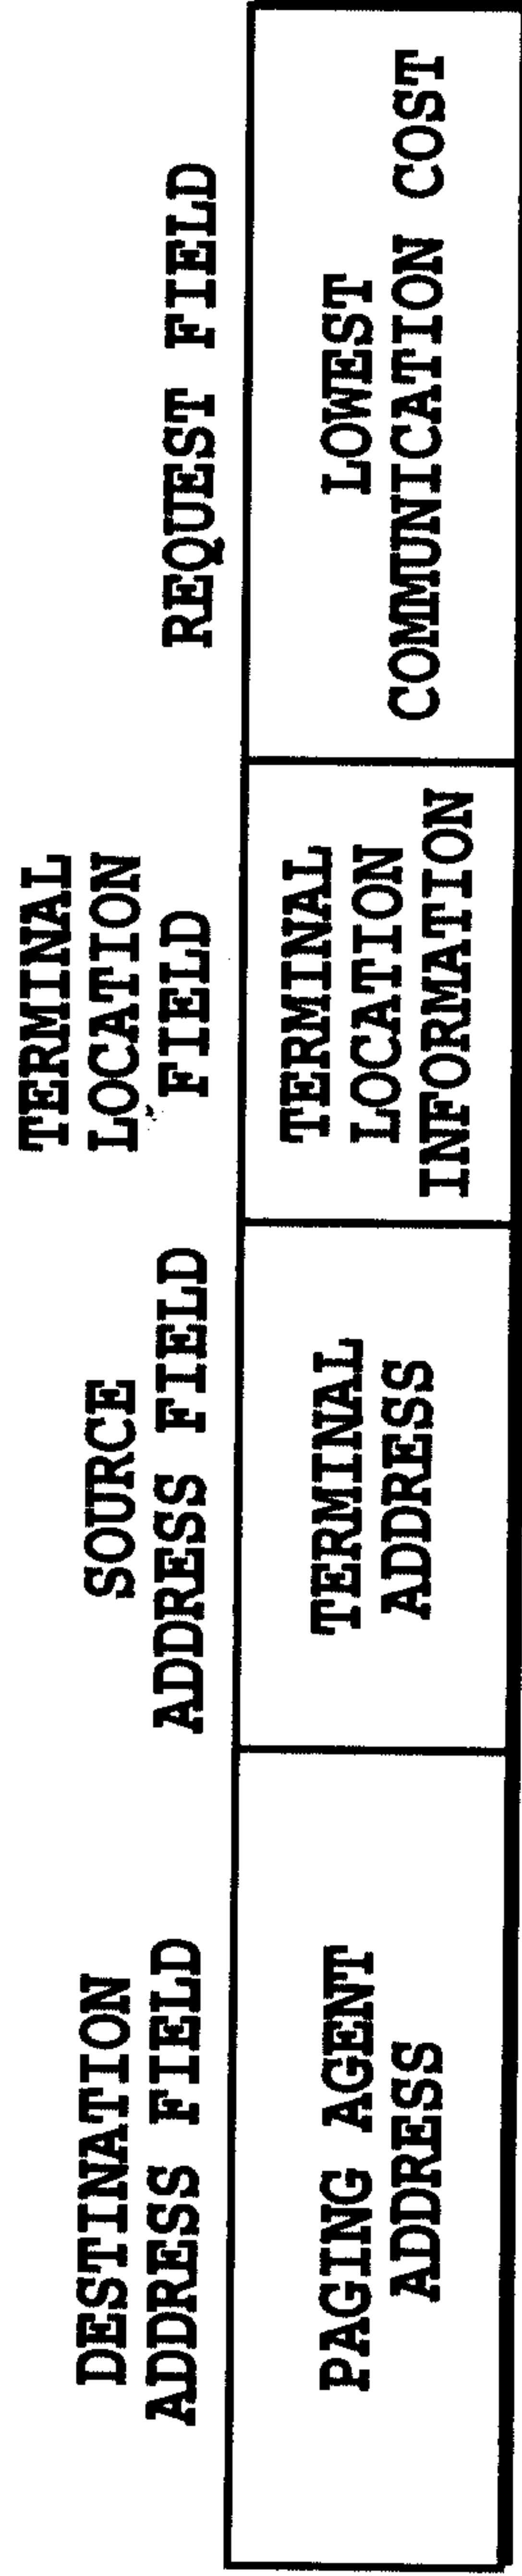 DESTINATION
ADDRESS FIELD
SOURCE
ADDRESS FIELD
TERMINAL
LOCATION
FIELD
REQUEST FIELD
PAGING AGENT
ADDRESS
TERMINAL
ADDRESS
TERMINAL
LOCATION
INFORMATION
LOWEST
COMMUNICATION COST